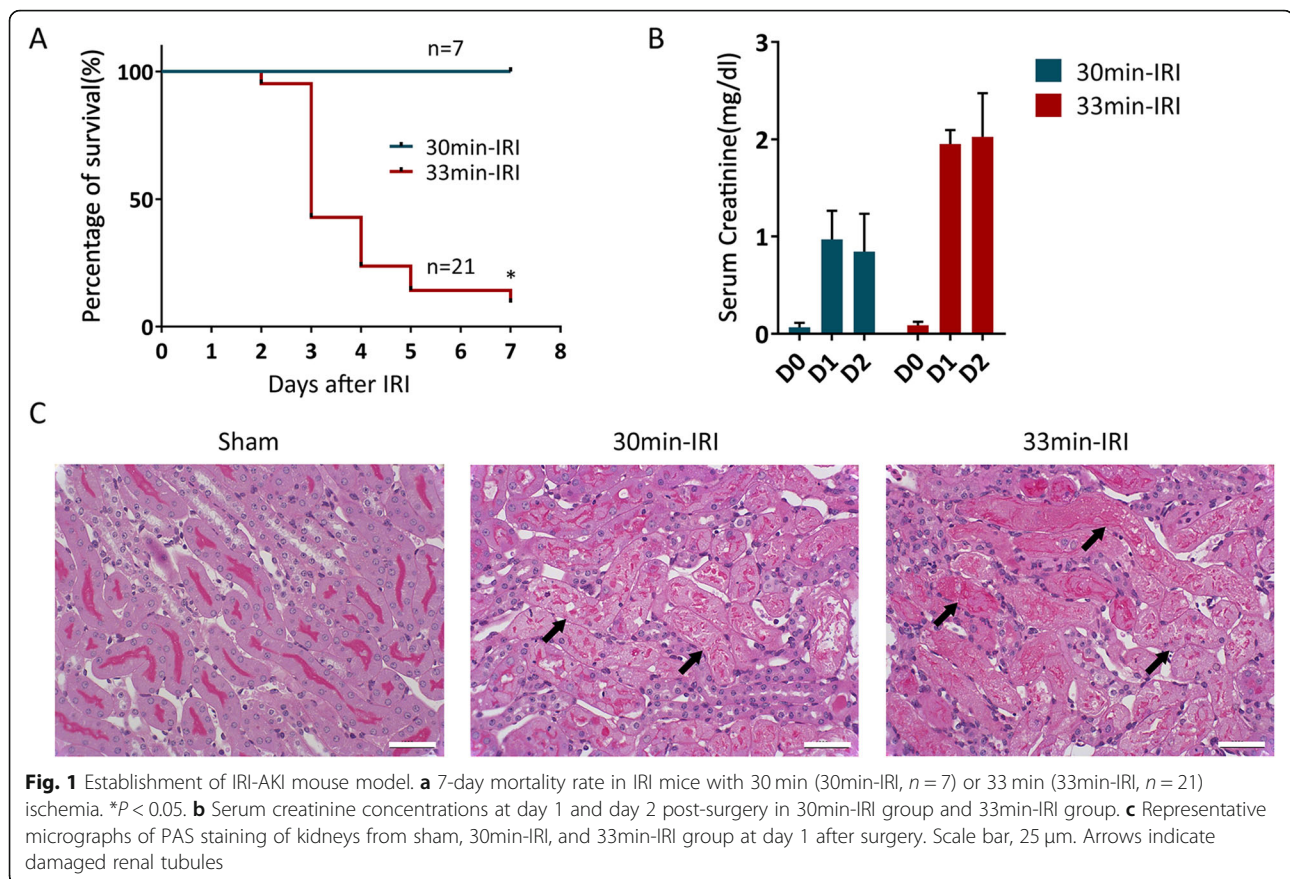 A
n=7
100
50
0
Percentage of survival(%)
30min-IRI
33min-IRI
n=21
*
0 1 2 3 4 5 6 7 8
Days after IRI
B
3
2
1
0
Serum Creatinine(mg/dl)
D0 D1 D2 D0 D1 D2
30min-IRI
33min-IRI
C
Sham 30min-IRI 33min-IRI
Fig. 1 Establishment of IRI-AKI mouse model. a 7-day mortality rate in IRI mice with 30 min (30min-IRI, n = 7) or 33 min (33min-IRI, n = 21)
ischemia. *P < 0.05. b Serum creatinine concentrations at day 1 and day 2 post-surgery in 30min-IRI group and 33min-IRI group. c Representative
micrographs of PAS staining of kidneys from sham, 30min-IRI, and 33min-IRI group at day 1 after surgery. Scale bar, 25 μm. Arrows indicate
damaged renal tubules